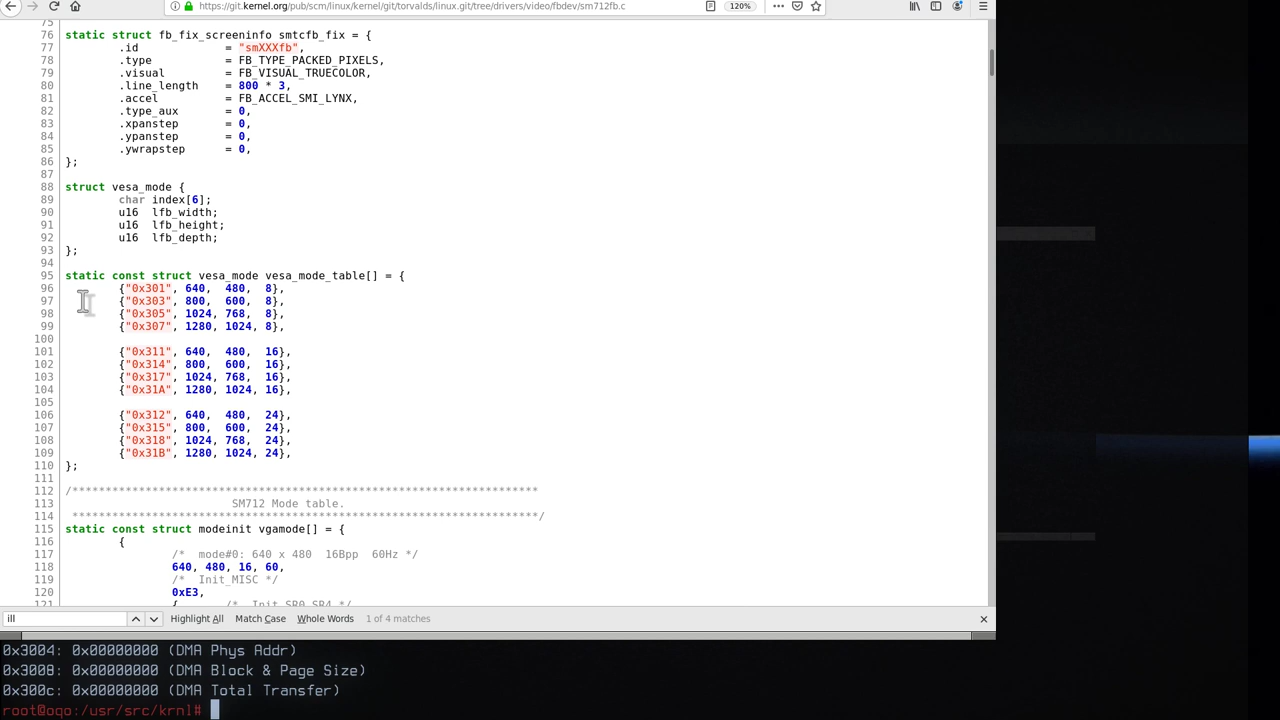 https://git.kernel.org/pub/scm/linux/kernel/git/torvalds/linux.git/tree/drivers/video/fbdev/sm712fb.c 120%
75
76 static struct fb_fix_screeninfo smtcfb_fix = {
77 .id = "smXXXfb",
78 .type = FB_TYPE_PACKED_PIXELS,
79 .visual = FB_VISUAL_TRUECOLOR,
80 .line_length = 800 * 3,
81 .accel = FB_ACCEL_SMI_LYNX,
82 .type_aux = 0,
83 .xpanstep = 0,
84 .ypanstep = 0,
85 .ywrapstep = 0,
86 };
87
88 struct vesa_mode {
89 char index[6];
90 u16 lfb_width;
91 u16 lfb_height;
92 u16 lfb_depth;
93 };
94
95 static const struct vesa_mode vesa_mode_table[] = {
96 {"0x301", 640, 480, 8},
97 {"0x303", 800, 600, 8},
98 {"0x305", 1024, 768, 8},
99 {"0x307", 1280, 1024, 8},
100
101 {"0x311", 640, 480, 16},
102 {"0x314", 800, 600, 16},
103 {"0x317", 1024, 768, 16},
104 {"0x31A", 1280, 1024, 16},
105
106 {"0x312", 640, 480, 24},
107 {"0x315", 800, 600, 24},
108 {"0x318", 1024, 768, 24},
109 {"0x31B", 1280, 1024, 24},
110 };
111
112 /**********************************************************************
113 SM712 Mode table.
114 **********************************************************************/
115 static const struct modeinit vgamode[] = {
116 {
117 /* mode#0: 640 x 480 16Bpp 60Hz */
118 640, 480, 16, 60,
119 /* Init_MISC */
120 0xE3,
121 { /* Init_SR0_SR4 */
ill Highlight All Match Case Whole Words 1 of 4 matches
0x3004: 0x00000000 (DMA Phys Addr)
0x3008: 0x00000000 (DMA Block & Page Size)
0x300c: 0x00000000 (DMA Total Transfer)
root@oqo:/usr/src/krnl#